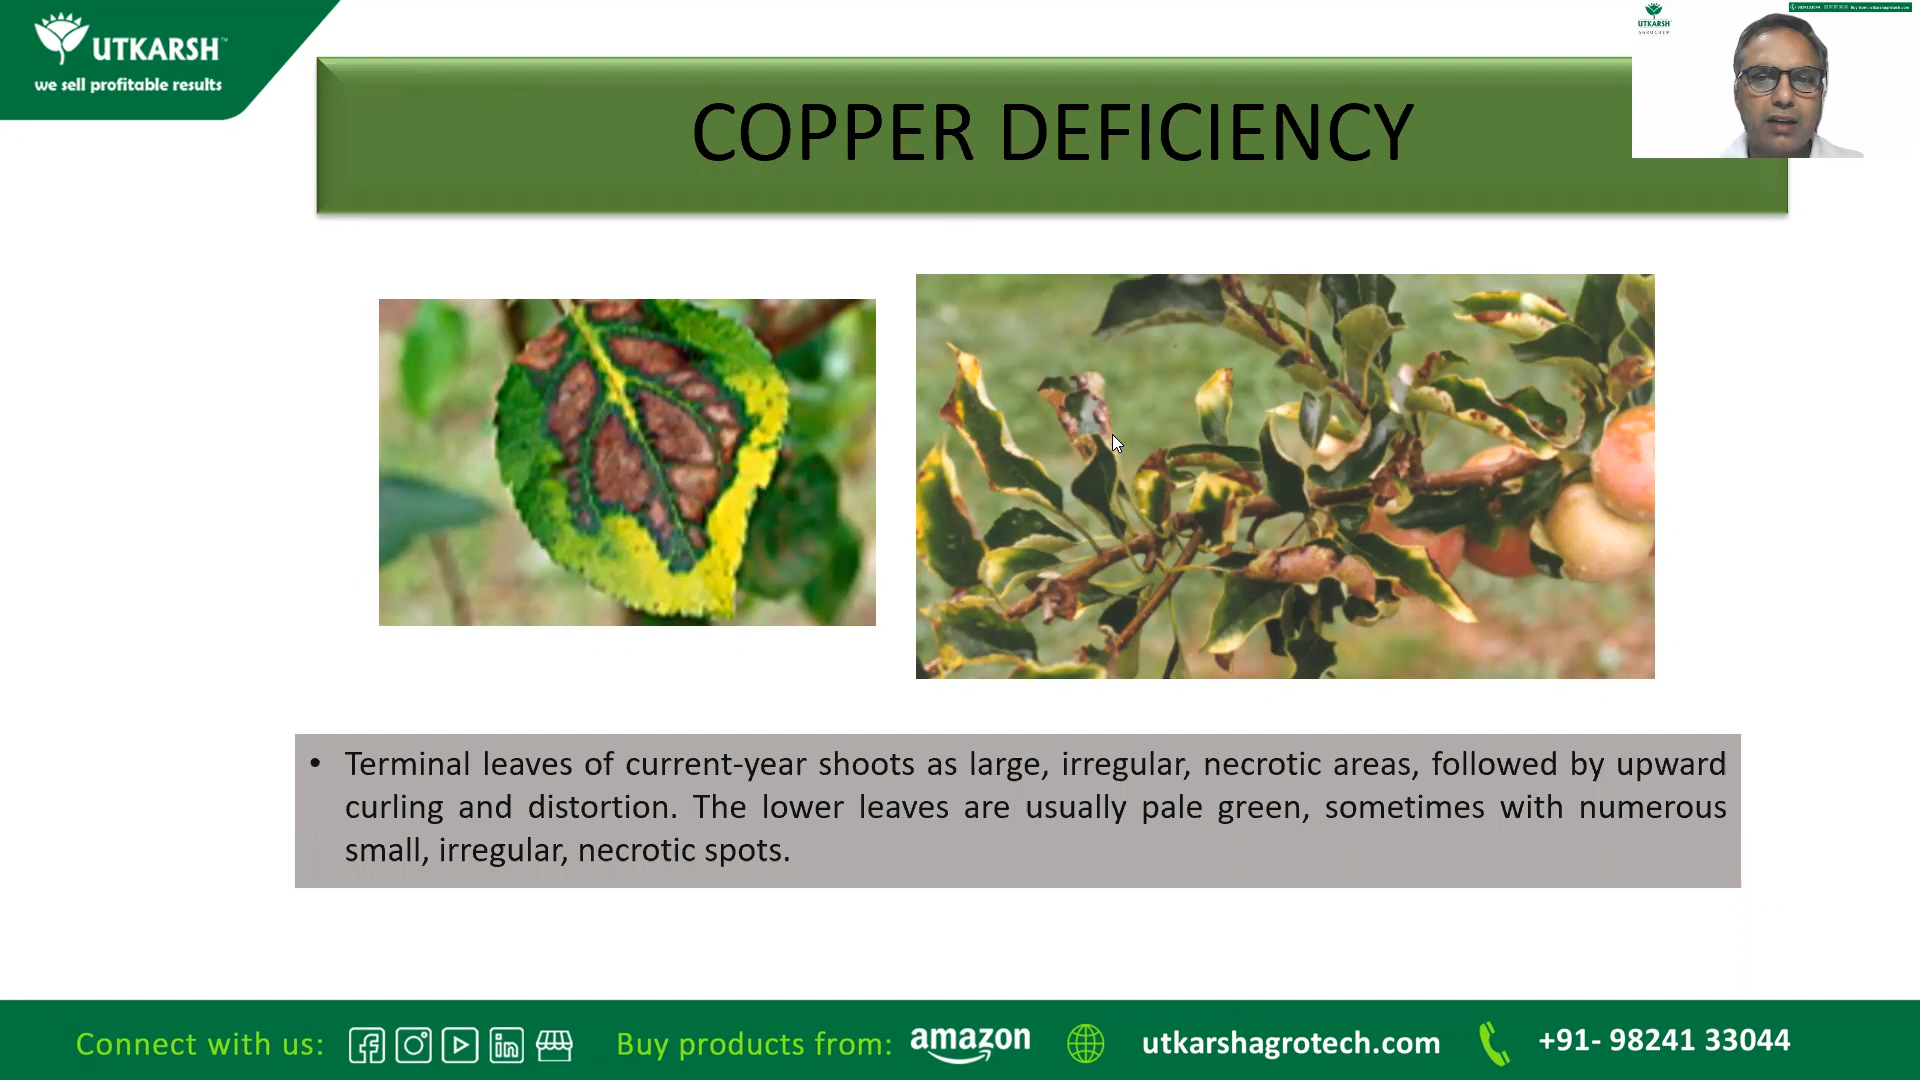 UTKARSH™
we sell profitable results
UTKARSH
AGROCHEM
COPPER DEFICIENCY
• Terminal leaves of current-year shoots as large, irregular, necrotic areas, followed by upward
curling and distortion. The lower leaves are usually pale green, sometimes with numerous
small, irregular, necrotic spots.
Connect with us:
Buy products from: amazon
utkarshagrotech.com
+91- 98241 33044